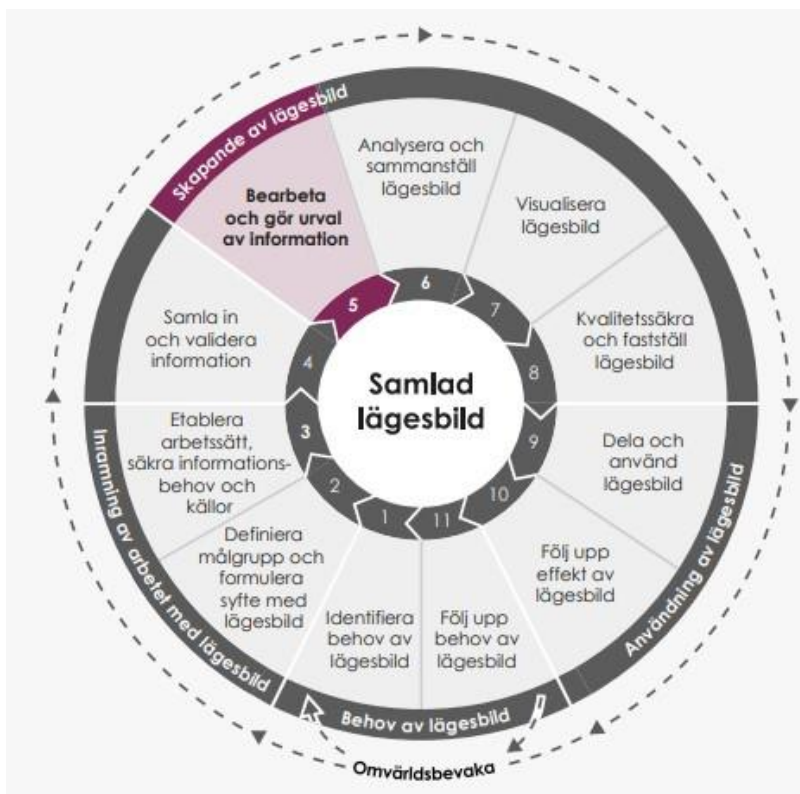 Samlad
lägesbild
Behov av lägesbild
1
Identifiera
behov av
lägesbild
Inramning av arbetet med lägesbild
2
Definiera
målgrupp och
formulera
syfte med
lägesbild
3
Etablera
arbetssätt,
säkra informations-
behov och
källor
Skapande av lägesbild
4
Samla in
och validera
information
5
Bearbeta
och gör urval
av information
6
Analysera och
sammanställ
lägesbild
7
Visualisera
lägesbild
8
Kvalitetssäkra
och fastställ
lägesbild
Användning av lägesbild
9
Dela och
använd
lägesbild
10
Följ upp
effekt av
lägesbild
11
Följ upp
behov av
lägesbild
Omvärldsbevaka